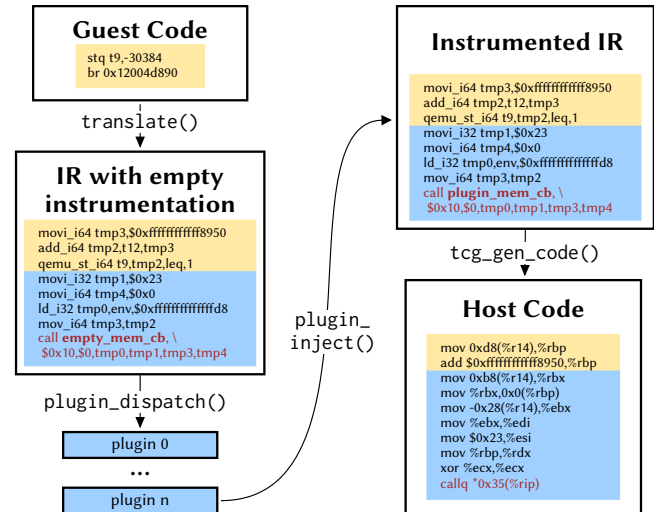 Guest Code
stq t9,-30384
br 0x12004d890
translate()
IR with empty
instrumentation
movi_i64 tmp3,$0xffffffffffff8950
add_i64 tmp2,t12,tmp3
qemu_st_i64 t9,tmp2,leq,1
movi_i32 tmp1,$0x23
movi_i64 tmp4,$0x0
ld_i32 tmp0,env,$0xffffffffffffffd8
mov_i64 tmp3,tmp2
call empty_mem_cb, \
$0x10,$0,tmp0,tmp1,tmp3,tmp4
plugin_dispatch()
plugin 0
...
plugin n
plugin_
inject()
Instrumented IR
movi_i64 tmp3,$0xffffffffffff8950
add_i64 tmp2,t12,tmp3
qemu_st_i64 t9,tmp2,leq,1
movi_i32 tmp1,$0x23
movi_i64 tmp4,$0x0
ld_i32 tmp0,env,$0xffffffffffffffd8
mov_i64 tmp3,tmp2
call plugin_mem_cb, \
$0x10,$0,tmp0,tmp1,tmp3,tmp4
tcg_gen_code()
Host Code
mov 0xd8(%r14),%rbp
add $0xffffffffffff8950,%rbp
mov 0xb8(%r14),%rbx
mov %rbx,0x0(%rbp)
mov -0x28(%r14),%ebx
mov %ebx,%edi
mov $0x23,%esi
mov %rbp,%rdx
xor %ecx,%ecx
callq *0x35(%rip)